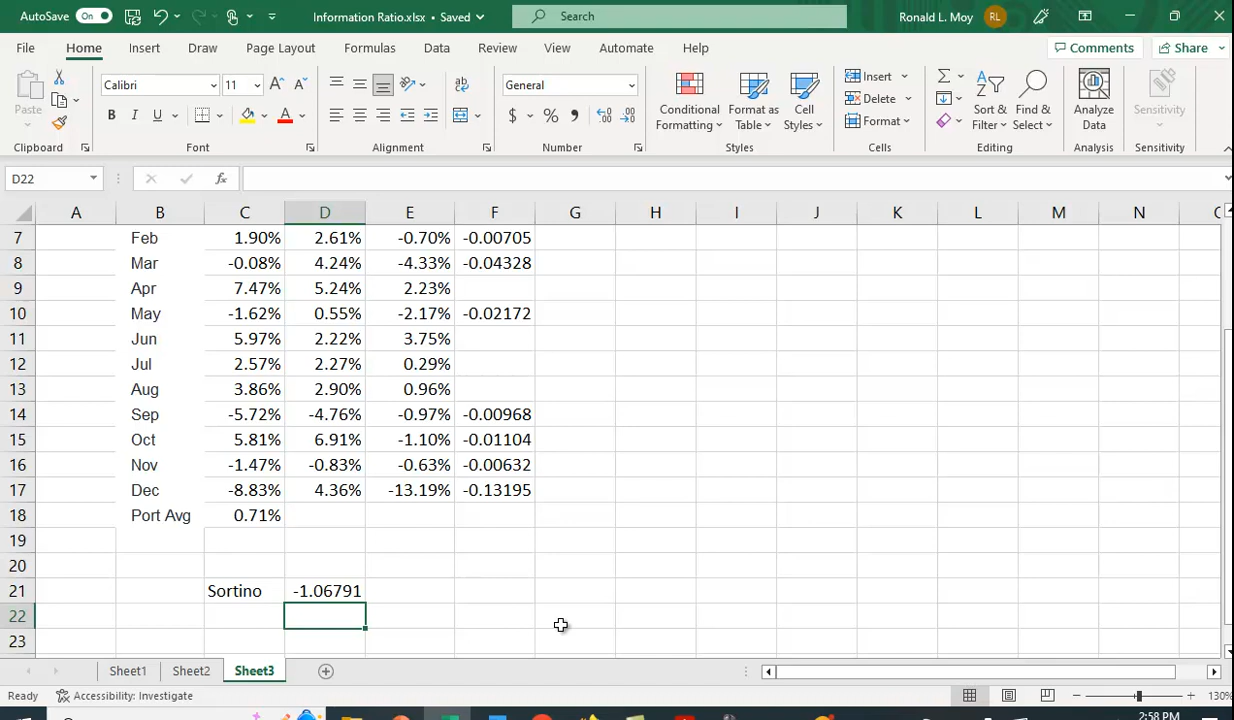 AutoSave On Information Ratio.xlsx • Saved Search Ronald L. Moy RL
File Home Insert Draw Page Layout Formulas Data Review View Automate Help Comments Share
Paste Calibri 11 A A General Conditional Formatting Format as Table Cell Styles Insert Delete Format Sort & Filter Find & Select Analyze Data Sensitivity
B I U A $ % , 
Clipboard Font Alignment Number Styles Cells Editing Analysis Sensitivity
D22 fx
A B C D E F G H I J K L M N
7 Feb 1.90% 2.61% -0.70% -0.00705
8 Mar -0.08% 4.24% -4.33% -0.04328
9 Apr 7.47% 5.24% 2.23%
10 May -1.62% 0.55% -2.17% -0.02172
11 Jun 5.97% 2.22% 3.75%
12 Jul 2.57% 2.27% 0.29%
13 Aug 3.86% 2.90% 0.96%
14 Sep -5.72% -4.76% -0.97% -0.00968
15 Oct 5.81% 6.91% -1.10% -0.01104
16 Nov -1.47% -0.83% -0.63% -0.00632
17 Dec -8.83% 4.36% -13.19% -0.13195
18 Port Avg 0.71%
19
20
21 Sortino -1.06791
22
23
Sheet1 Sheet2 Sheet3
Ready Accessibility: Investigate 130%
2:58 PM